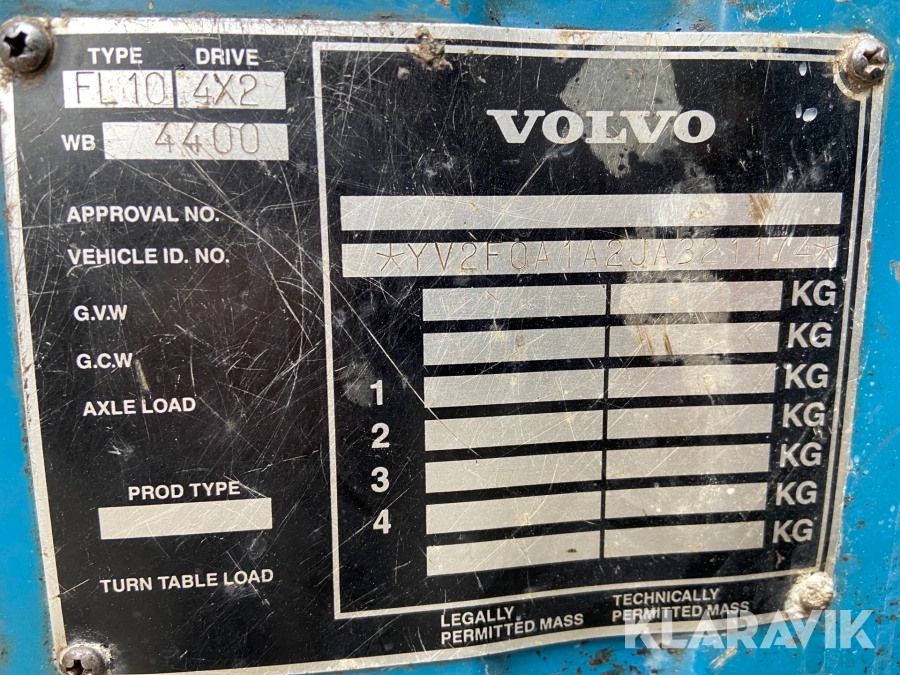 TYPE DRIVE
FL10 4X2
VOLVO
WB 4400
APPROVAL NO.
VEHICLE ID. NO. *YV2F0A1A2JA321174*
G.V.W KG
G.C.W KG
AXLE LOAD 1 KG
2 KG
3 KG
PROD TYPE 4 KG
KG
TURN TABLE LOAD
LEGALLY PERMITTED MASS
TECHNICALLY PERMITTED MASS
KLARAVIK